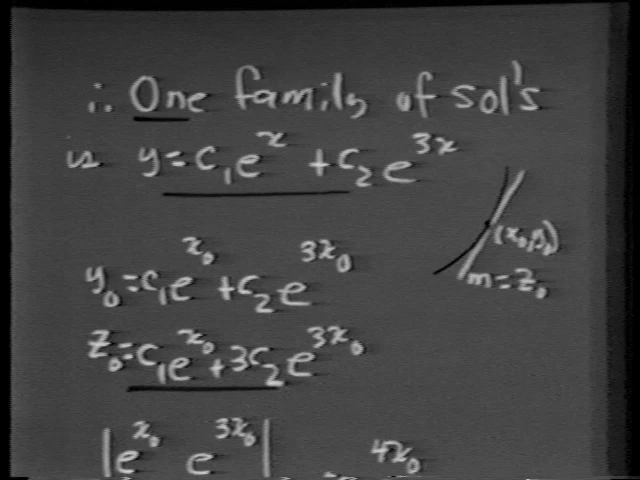 ∴ One family of sol's
is y = c₁e^x + c₂e^{3x}
(x₀, y₀)
m = z₀
y₀ = c₁e^{x₀} + c₂e^{3x₀}
z₀ = c₁e^{x₀} + 3c₂e^{3x₀}
|e^{x₀} e^{3x₀}| 4x₀